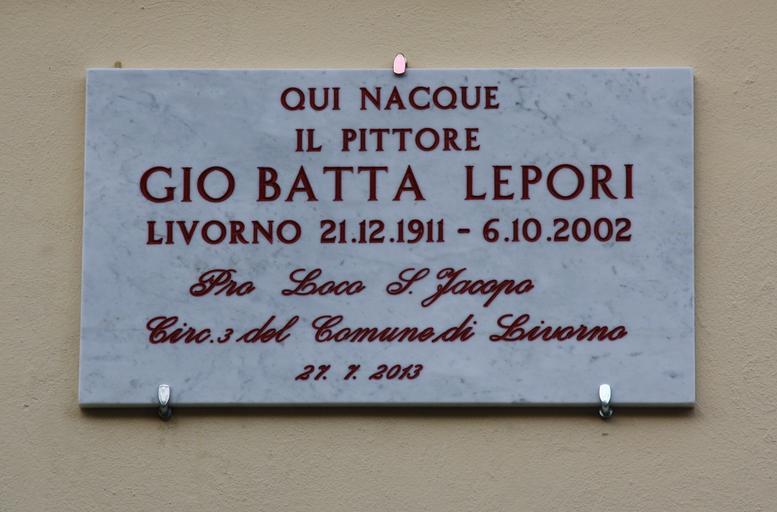 QUI NACQUE
IL PITTORE
GIO BATTA LEPORI
LIVORNO 21.12.1911 - 6.10.2002
Pro Loco S. Jacopo
Circ. 3 del Comune di Livorno
27. 7. 2013